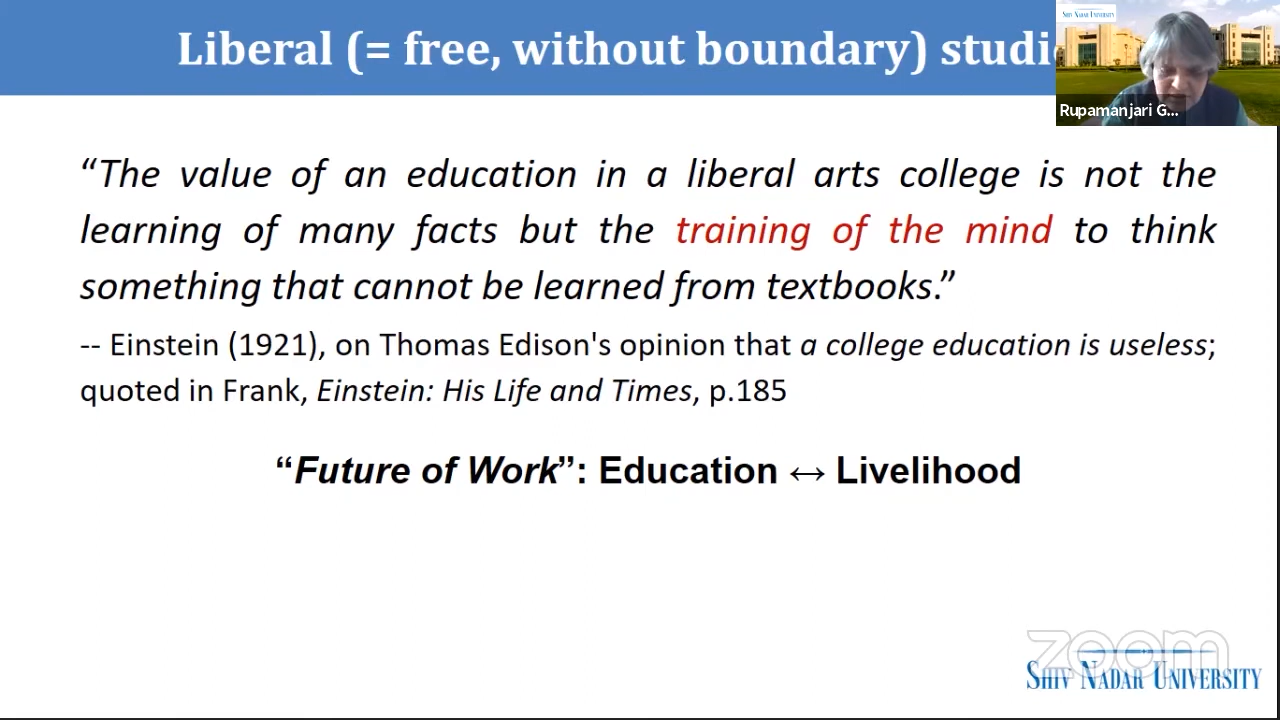 Liberal (= free, without boundary) studi
SHIV NADAR UNIVERSITY
Rupamanjari G...
“The value of an education in a liberal arts college is not the
learning of many facts but the training of the mind to think
something that cannot be learned from textbooks.”
-- Einstein (1921), on Thomas Edison's opinion that a college education is useless;
quoted in Frank, Einstein: His Life and Times, p.185
“Future of Work”: Education ↔ Livelihood
zoom
SHIV NADAR UNIVERSITY